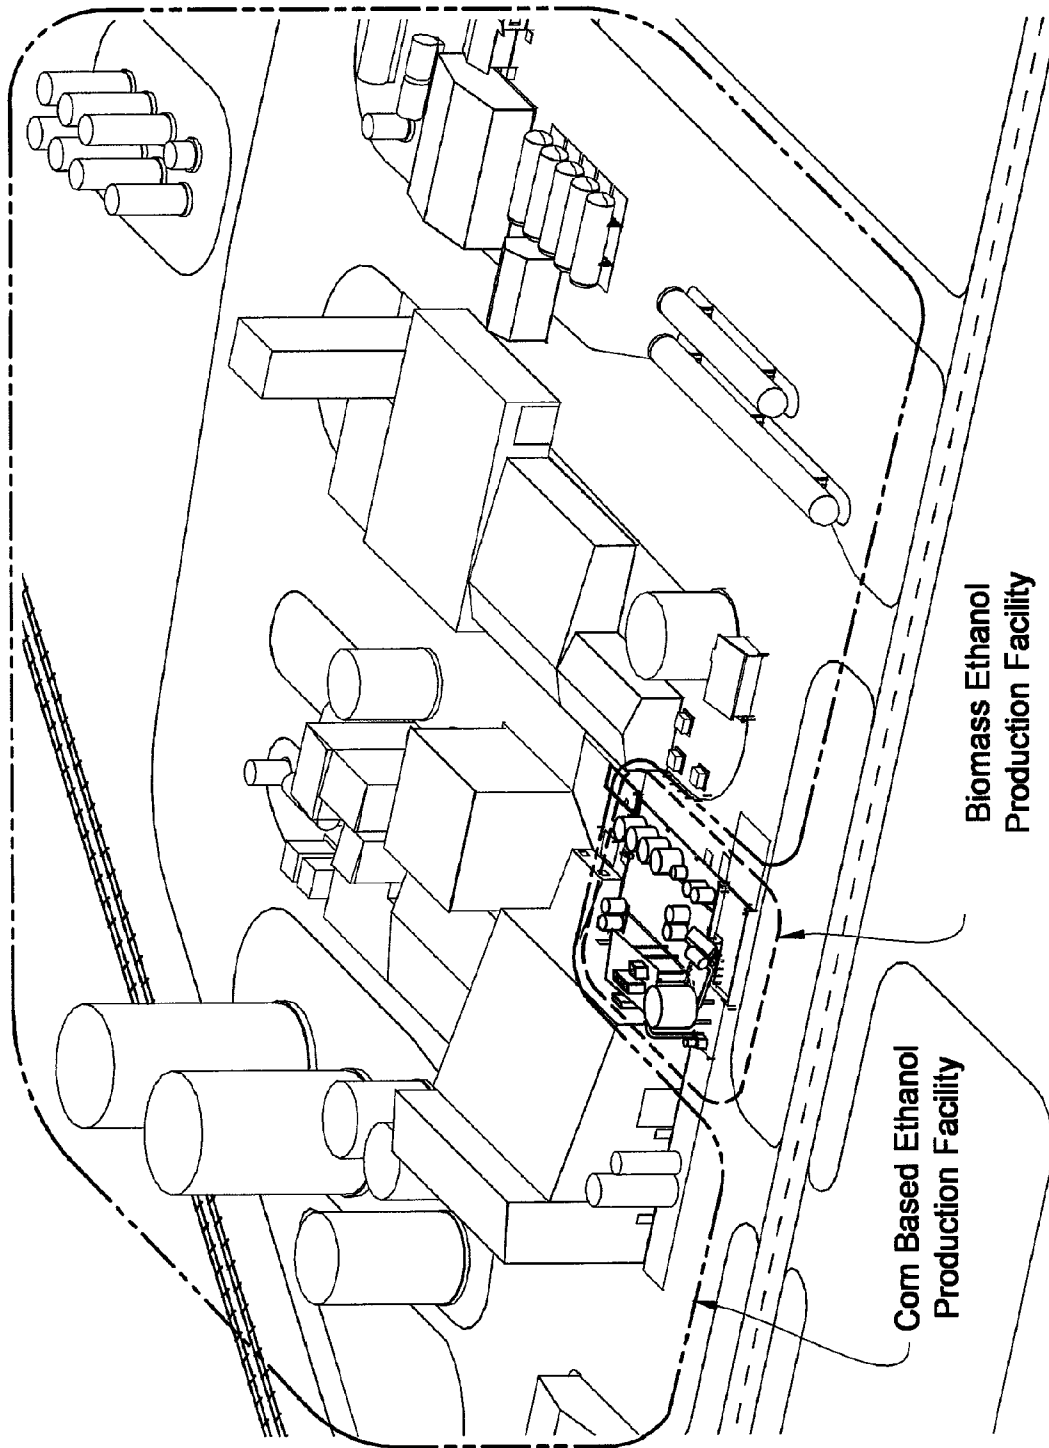 Corn Based Ethanol
Production Facility
Biomass Ethanol
Production Facility